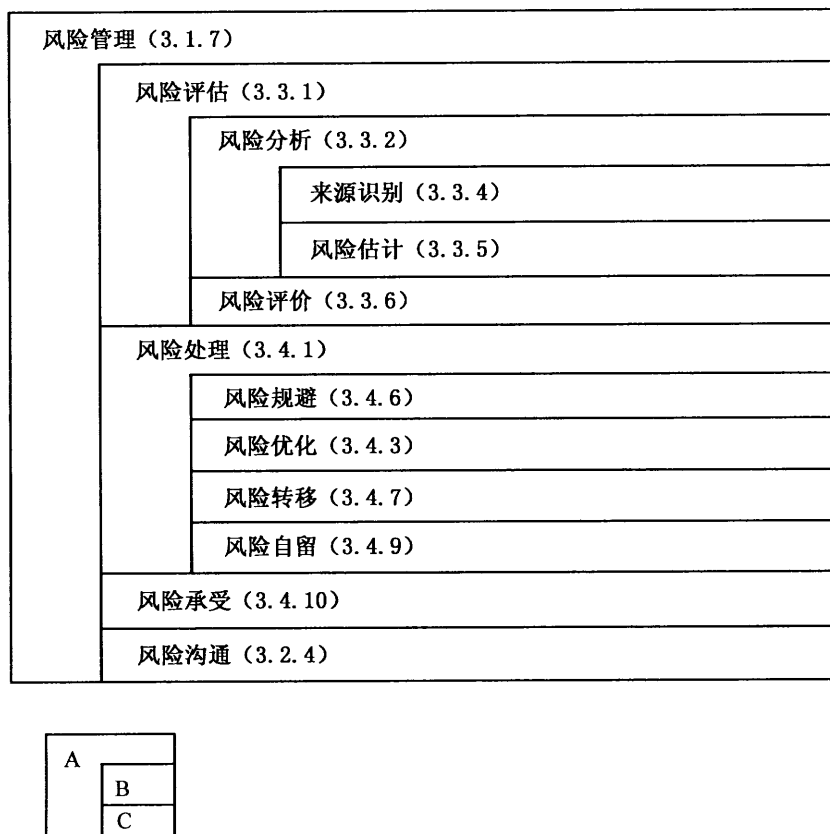 风险管理（3.1.7）
风险评估（3.3.1）
风险分析（3.3.2）
来源识别（3.3.4）
风险估计（3.3.5）
风险评价（3.3.6）
风险处理（3.4.1）
风险规避（3.4.6）
风险优化（3.4.3）
风险转移（3.4.7）
风险自留（3.4.9）
风险承受（3.4.10）
风险沟通（3.2.4）
A
B
C